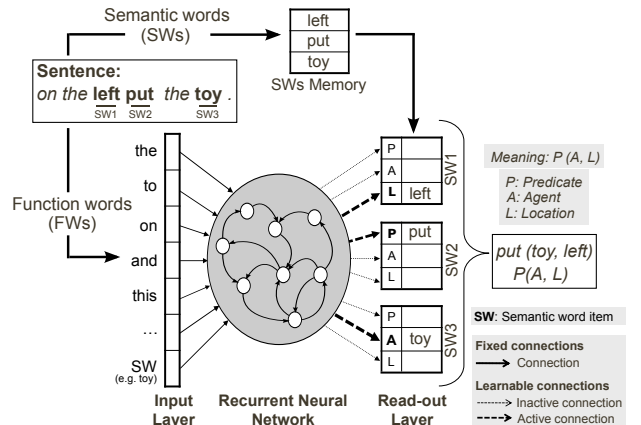 Semantic words
(SWs)
left
put
toy
SWs Memory
Sentence:
on the left put the toy .
SW1 SW2 SW3
Function words
(FWs)
the
to
on
and
this
...
SW
(e.g. toy)
Input
Layer
Recurrent Neural
Network
Read-out
Layer
P
A
L left
SW1
P put
A
L
SW2
P
A toy
L
SW3
Meaning: P (A, L)
P: Predicate
A: Agent
L: Location
put (toy, left)
P(A, L)
SW: Semantic word item
Fixed connections
Connection
Learnable connections
Inactive connection
Active connection